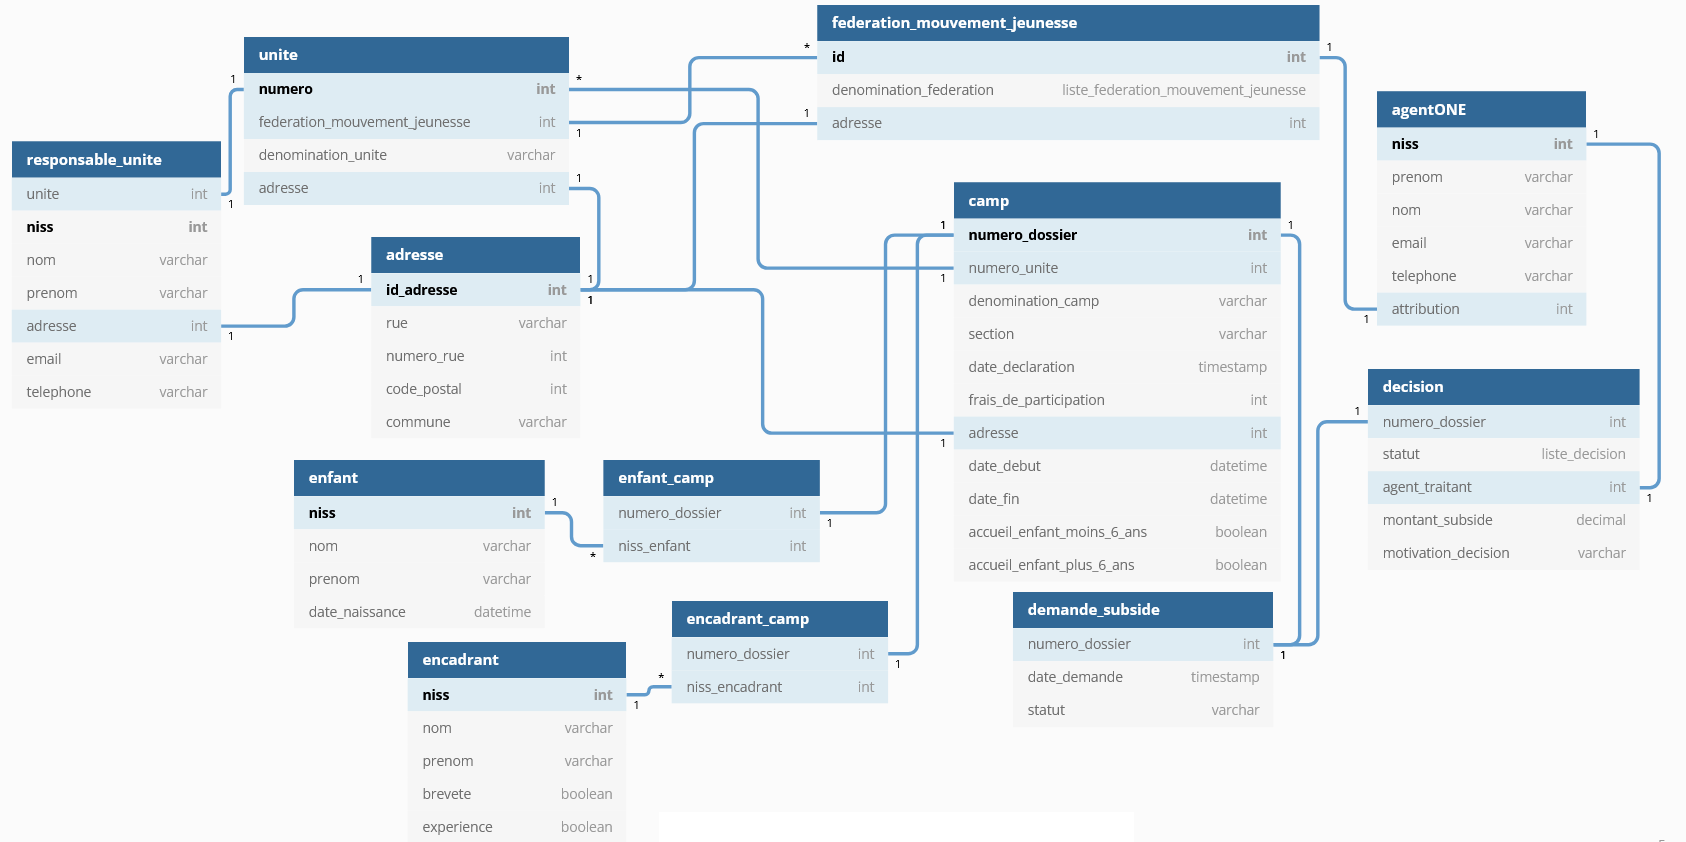 federation_mouvement_jeunesse
* id int 1
denomination_federation liste_federation_mouvement_jeunesse
1 adresse int
unite
1 numero int *
federation_mouvement_jeunesse int 1
denomination_unite varchar
adresse int 1
agentONE
niss int 1
prenom varchar
nom varchar
email varchar
telephone varchar
1 attribution int
responsable_unite
unite int 1
niss int
nom varchar
prenom varchar
adresse int 1
email varchar
telephone varchar
adresse
1 id_adresse int 1
1
rue varchar
numero_rue int
code_postal int
commune varchar
camp
1 numero_dossier int 1
1 numero_unite int
denomination_camp varchar
section varchar
date_declaration timestamp
frais_de_participation int
1 adresse int
date_debut datetime
date_fin datetime
accueil_enfant_moins_6_ans boolean
accueil_enfant_plus_6_ans boolean
decision
1 numero_dossier int
statut liste_decision
agent_traitant int 1
montant_subside decimal
motivation_decision varchar
enfant
niss int 1
nom varchar
prenom varchar
date_naissance datetime
enfant_camp
numero_dossier int 1
* niss_enfant int
encadrant_camp
numero_dossier int 1
* niss_encadrant int
demande_subside
numero_dossier int 1
date_demande timestamp
statut varchar
encadrant
niss int 1
nom varchar
prenom varchar
brevete boolean
experience boolean